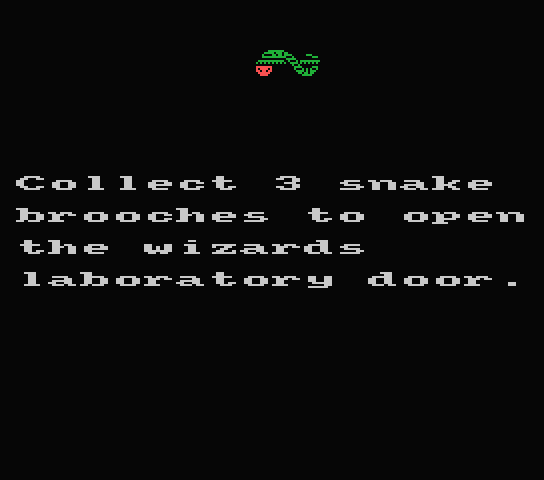 Collect 3 snake
brooches to open
the wizards
laboratory door.